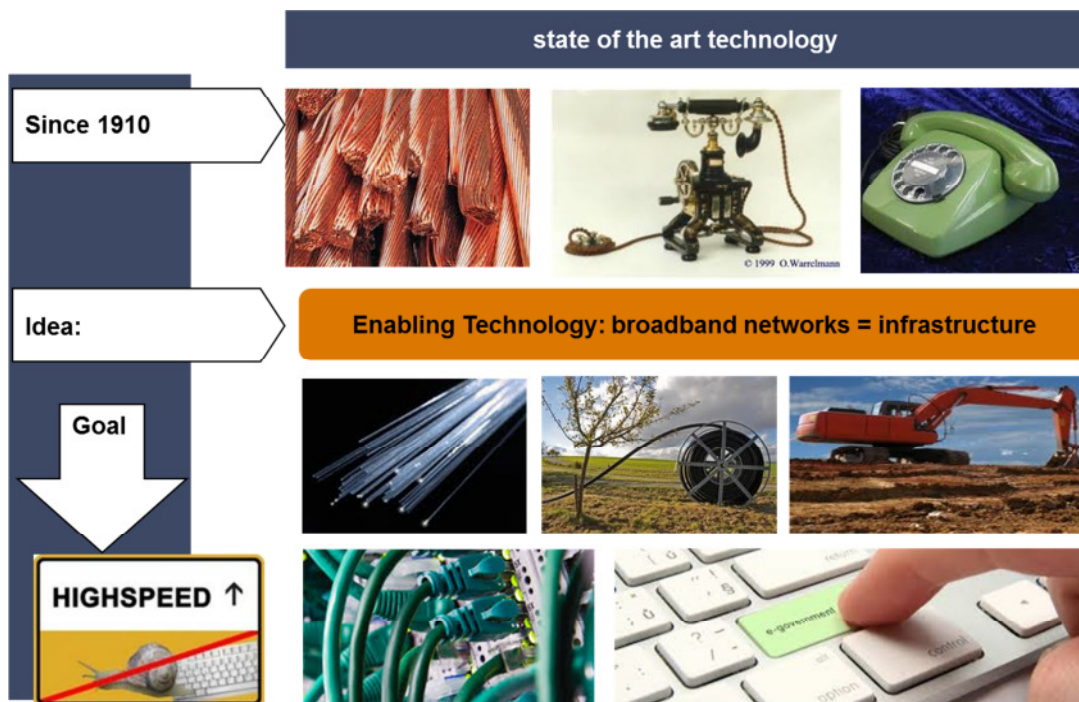 state of the art technology
Since 1910
© 1999 O.Warrelmann
Idea:
Enabling Technology: broadband networks = infrastructure
Goal
HIGHSPEED ↑
return
e-government
control
alt
option